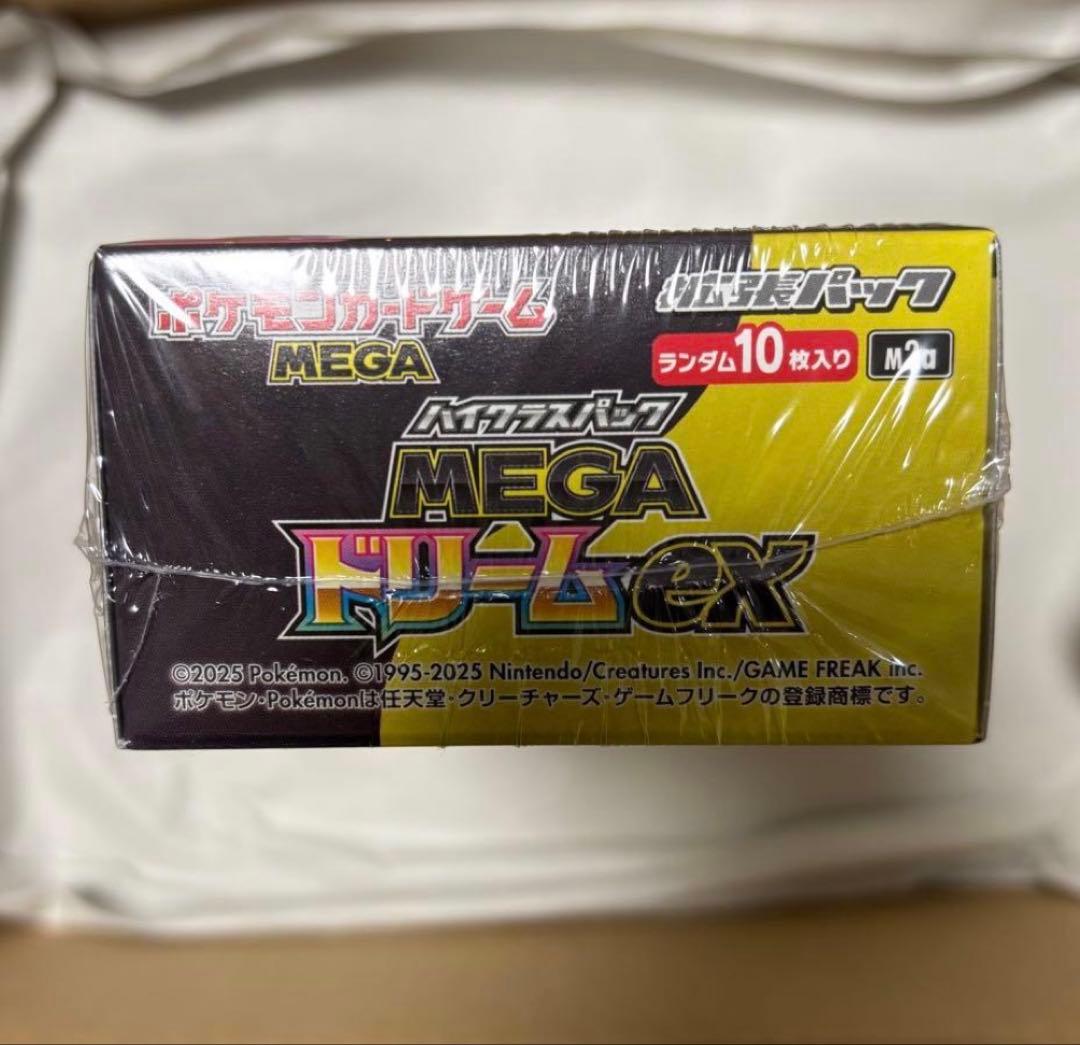 ポケモンカードゲーム
MEGA
拡張パック
ランダム10枚入り
M2a
ハイクラスパック
MEGA
ドリームex
©2025 Pokémon. ©1995-2025 Nintendo/Creatures Inc./GAME FREAK inc.
ポケモン・Pokémonは任天堂・クリーチャーズ・ゲームフリークの登録商標です。